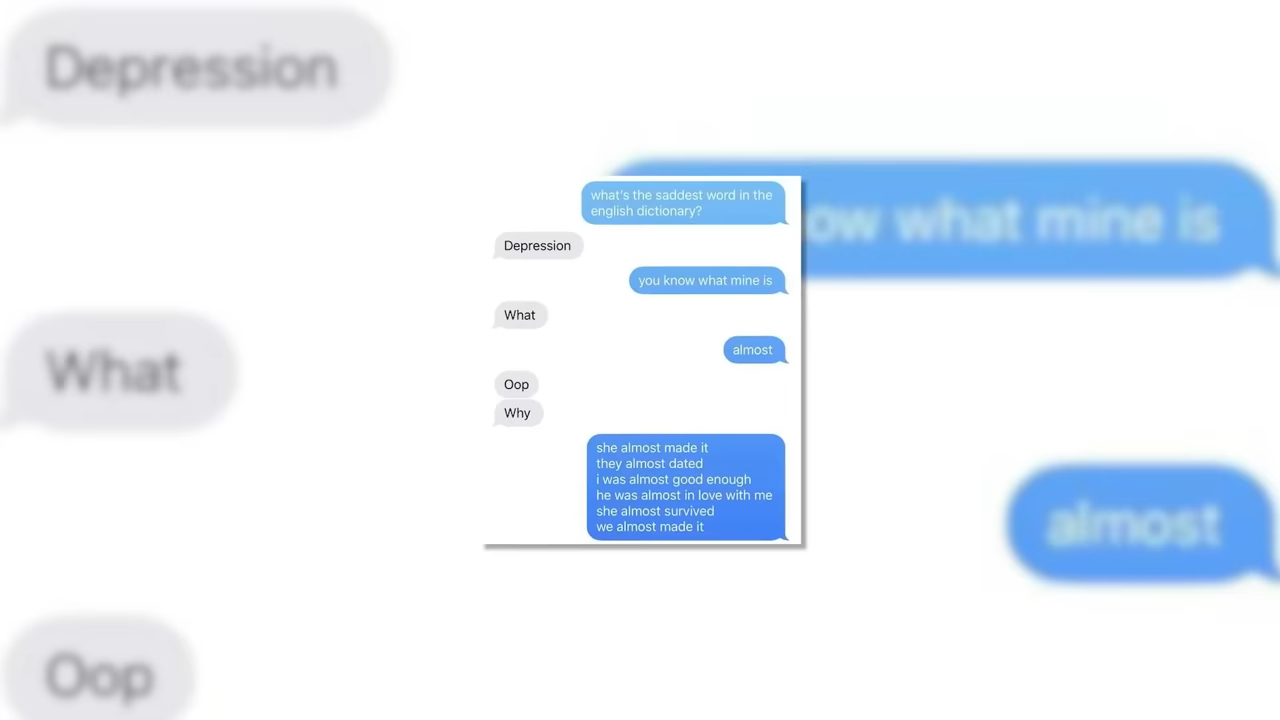 Depression
ow what mine is
What
almost
Oop
what's the saddest word in the
english dictionary?
Depression
you know what mine is
What
almost
Oop
Why
she almost made it
they almost dated
i was almost good enough
he was almost in love with me
she almost survived
we almost made it